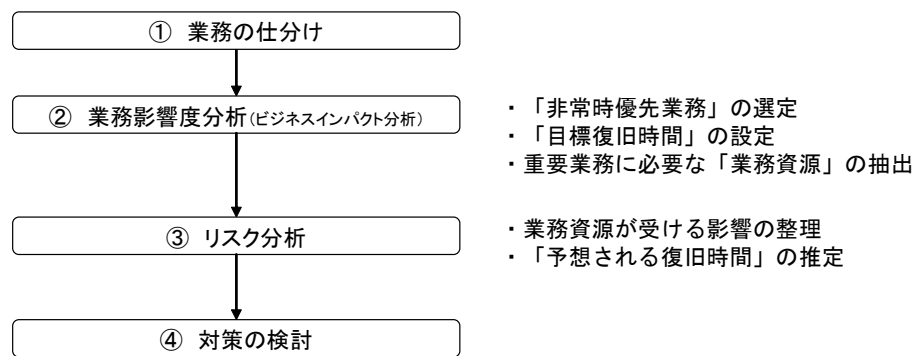 ① 業務の仕分け
② 業務影響度分析(ビジネスインパクト分析)
・「非常時優先業務」の選定
・「目標復旧時間」の設定
・重要業務に必要な「業務資源」の抽出
③ リスク分析
・業務資源が受ける影響の整理
・「予想される復旧時間」の推定
④ 対策の検討